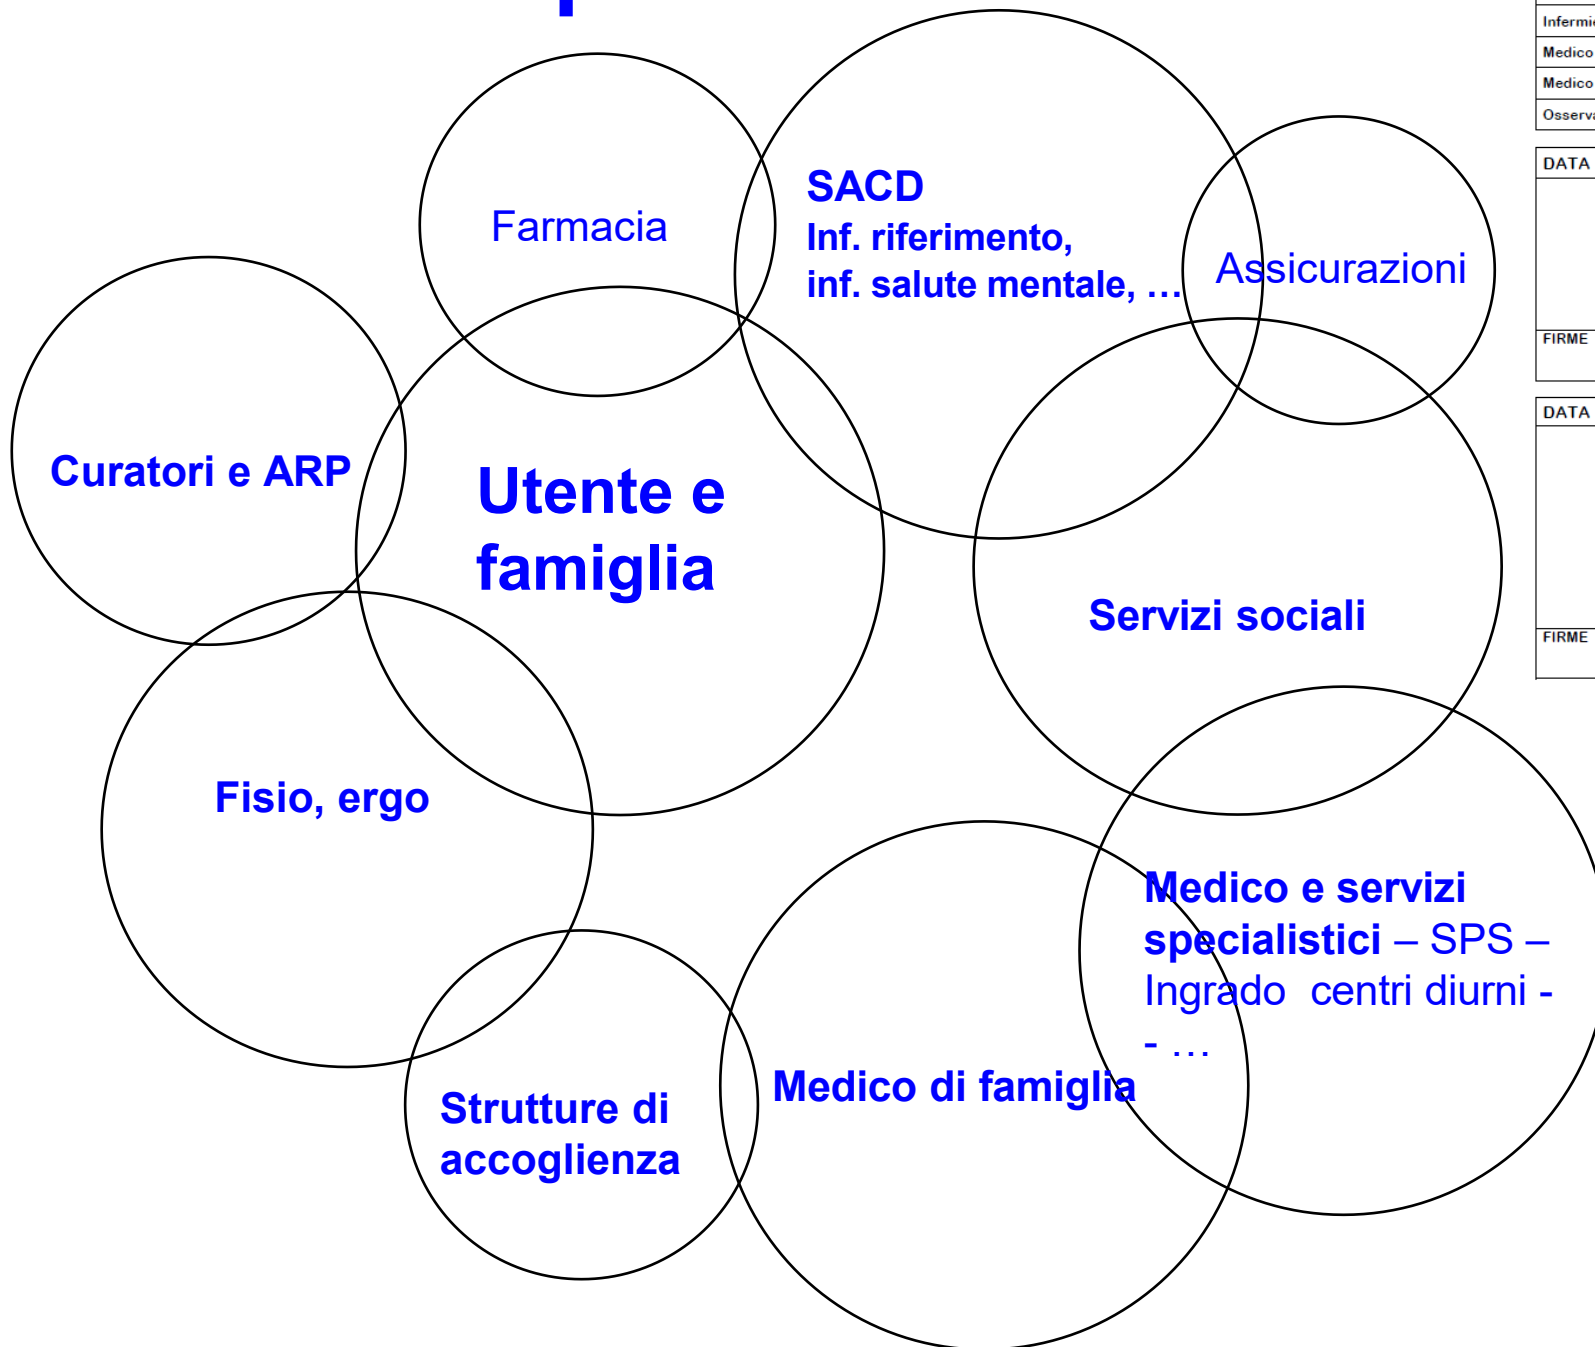 Farmacia
SACD
Inf. riferimento,
inf. salute mentale, …
Assicurazioni
Curatori e ARP
Utente e
famiglia
Servizi sociali
Fisio, ergo
Medico e servizi
specialistici – SPS –
Ingrado centri diurni -
- …
Strutture di
accoglienza
Medico di famiglia
Medico
Medico
DATA
FIRME
DATA
FIRME